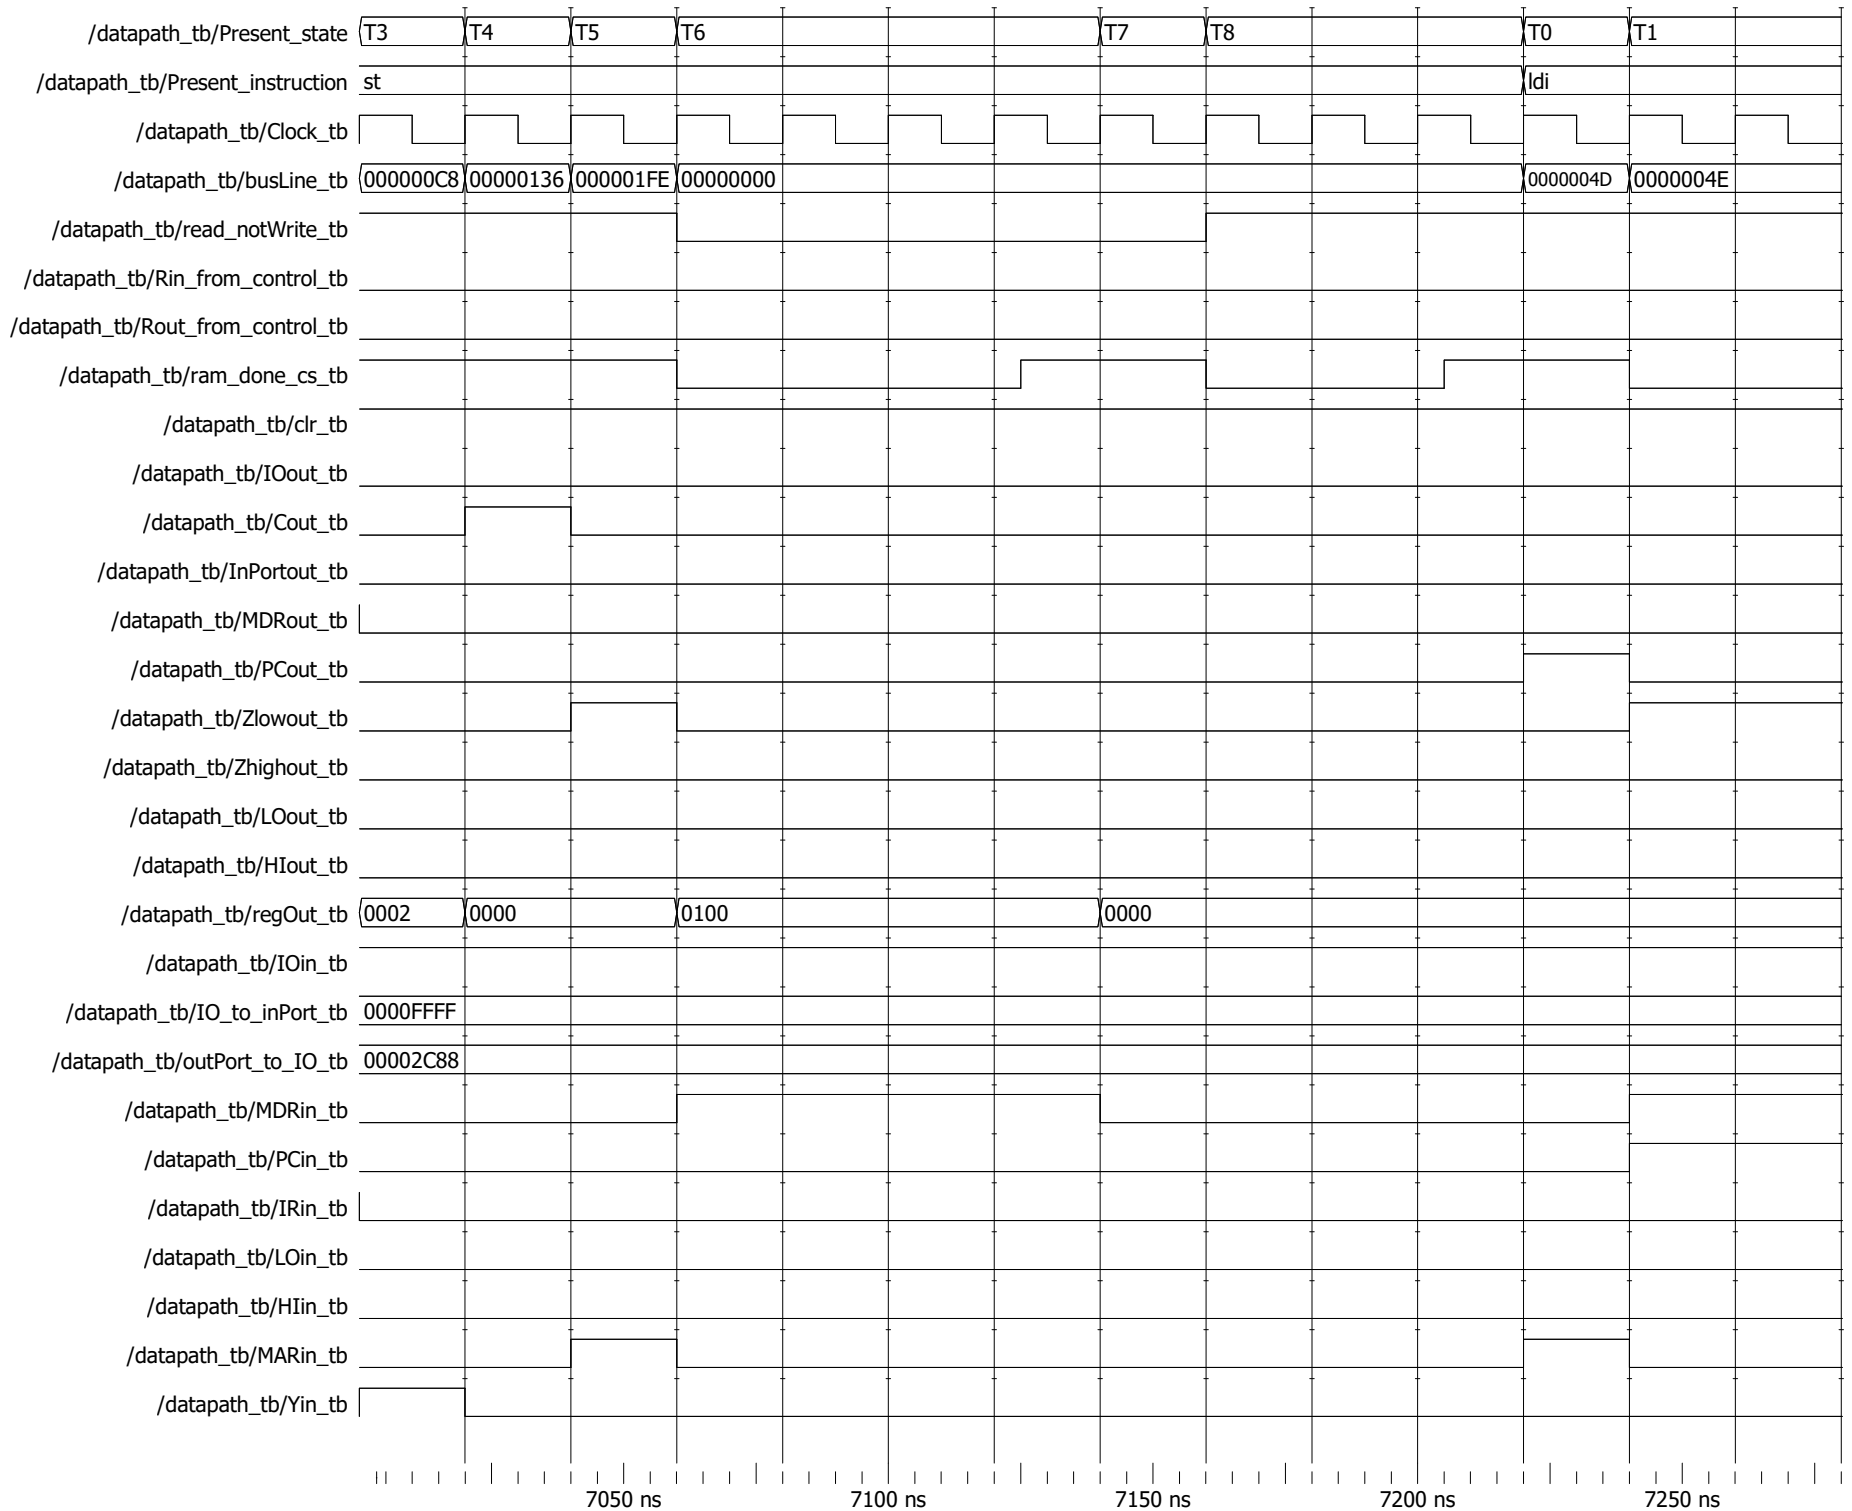 /datapath_tb/Present_state T3 T4 T5 T6 T7 T8 T0 T1
/datapath_tb/Present_instruction st ldi
/datapath_tb/Clock_tb
/datapath_tb/busLine_tb 000000C8 00000136 000001FE 00000000 0000004D 0000004E
/datapath_tb/read_notWrite_tb
/datapath_tb/Rin_from_control_tb
/datapath_tb/Rout_from_control_tb
/datapath_tb/ram_done_cs_tb
/datapath_tb/clr_tb
/datapath_tb/IOout_tb
/datapath_tb/Cout_tb
/datapath_tb/InPortout_tb
/datapath_tb/MDRout_tb
/datapath_tb/PCout_tb
/datapath_tb/Zlowout_tb
/datapath_tb/Zhighout_tb
/datapath_tb/LOout_tb
/datapath_tb/HIout_tb
/datapath_tb/regOut_tb 0002 0000 0100 0000
/datapath_tb/IOin_tb
/datapath_tb/IO_to_inPort_tb 0000FFFF
/datapath_tb/outPort_to_IO_tb 00002C88
/datapath_tb/MDRin_tb
/datapath_tb/PCin_tb
/datapath_tb/IRin_tb
/datapath_tb/LOin_tb
/datapath_tb/HIin_tb
/datapath_tb/MARin_tb
/datapath_tb/Yin_tb
7050 ns 7100 ns 7150 ns 7200 ns 7250 ns